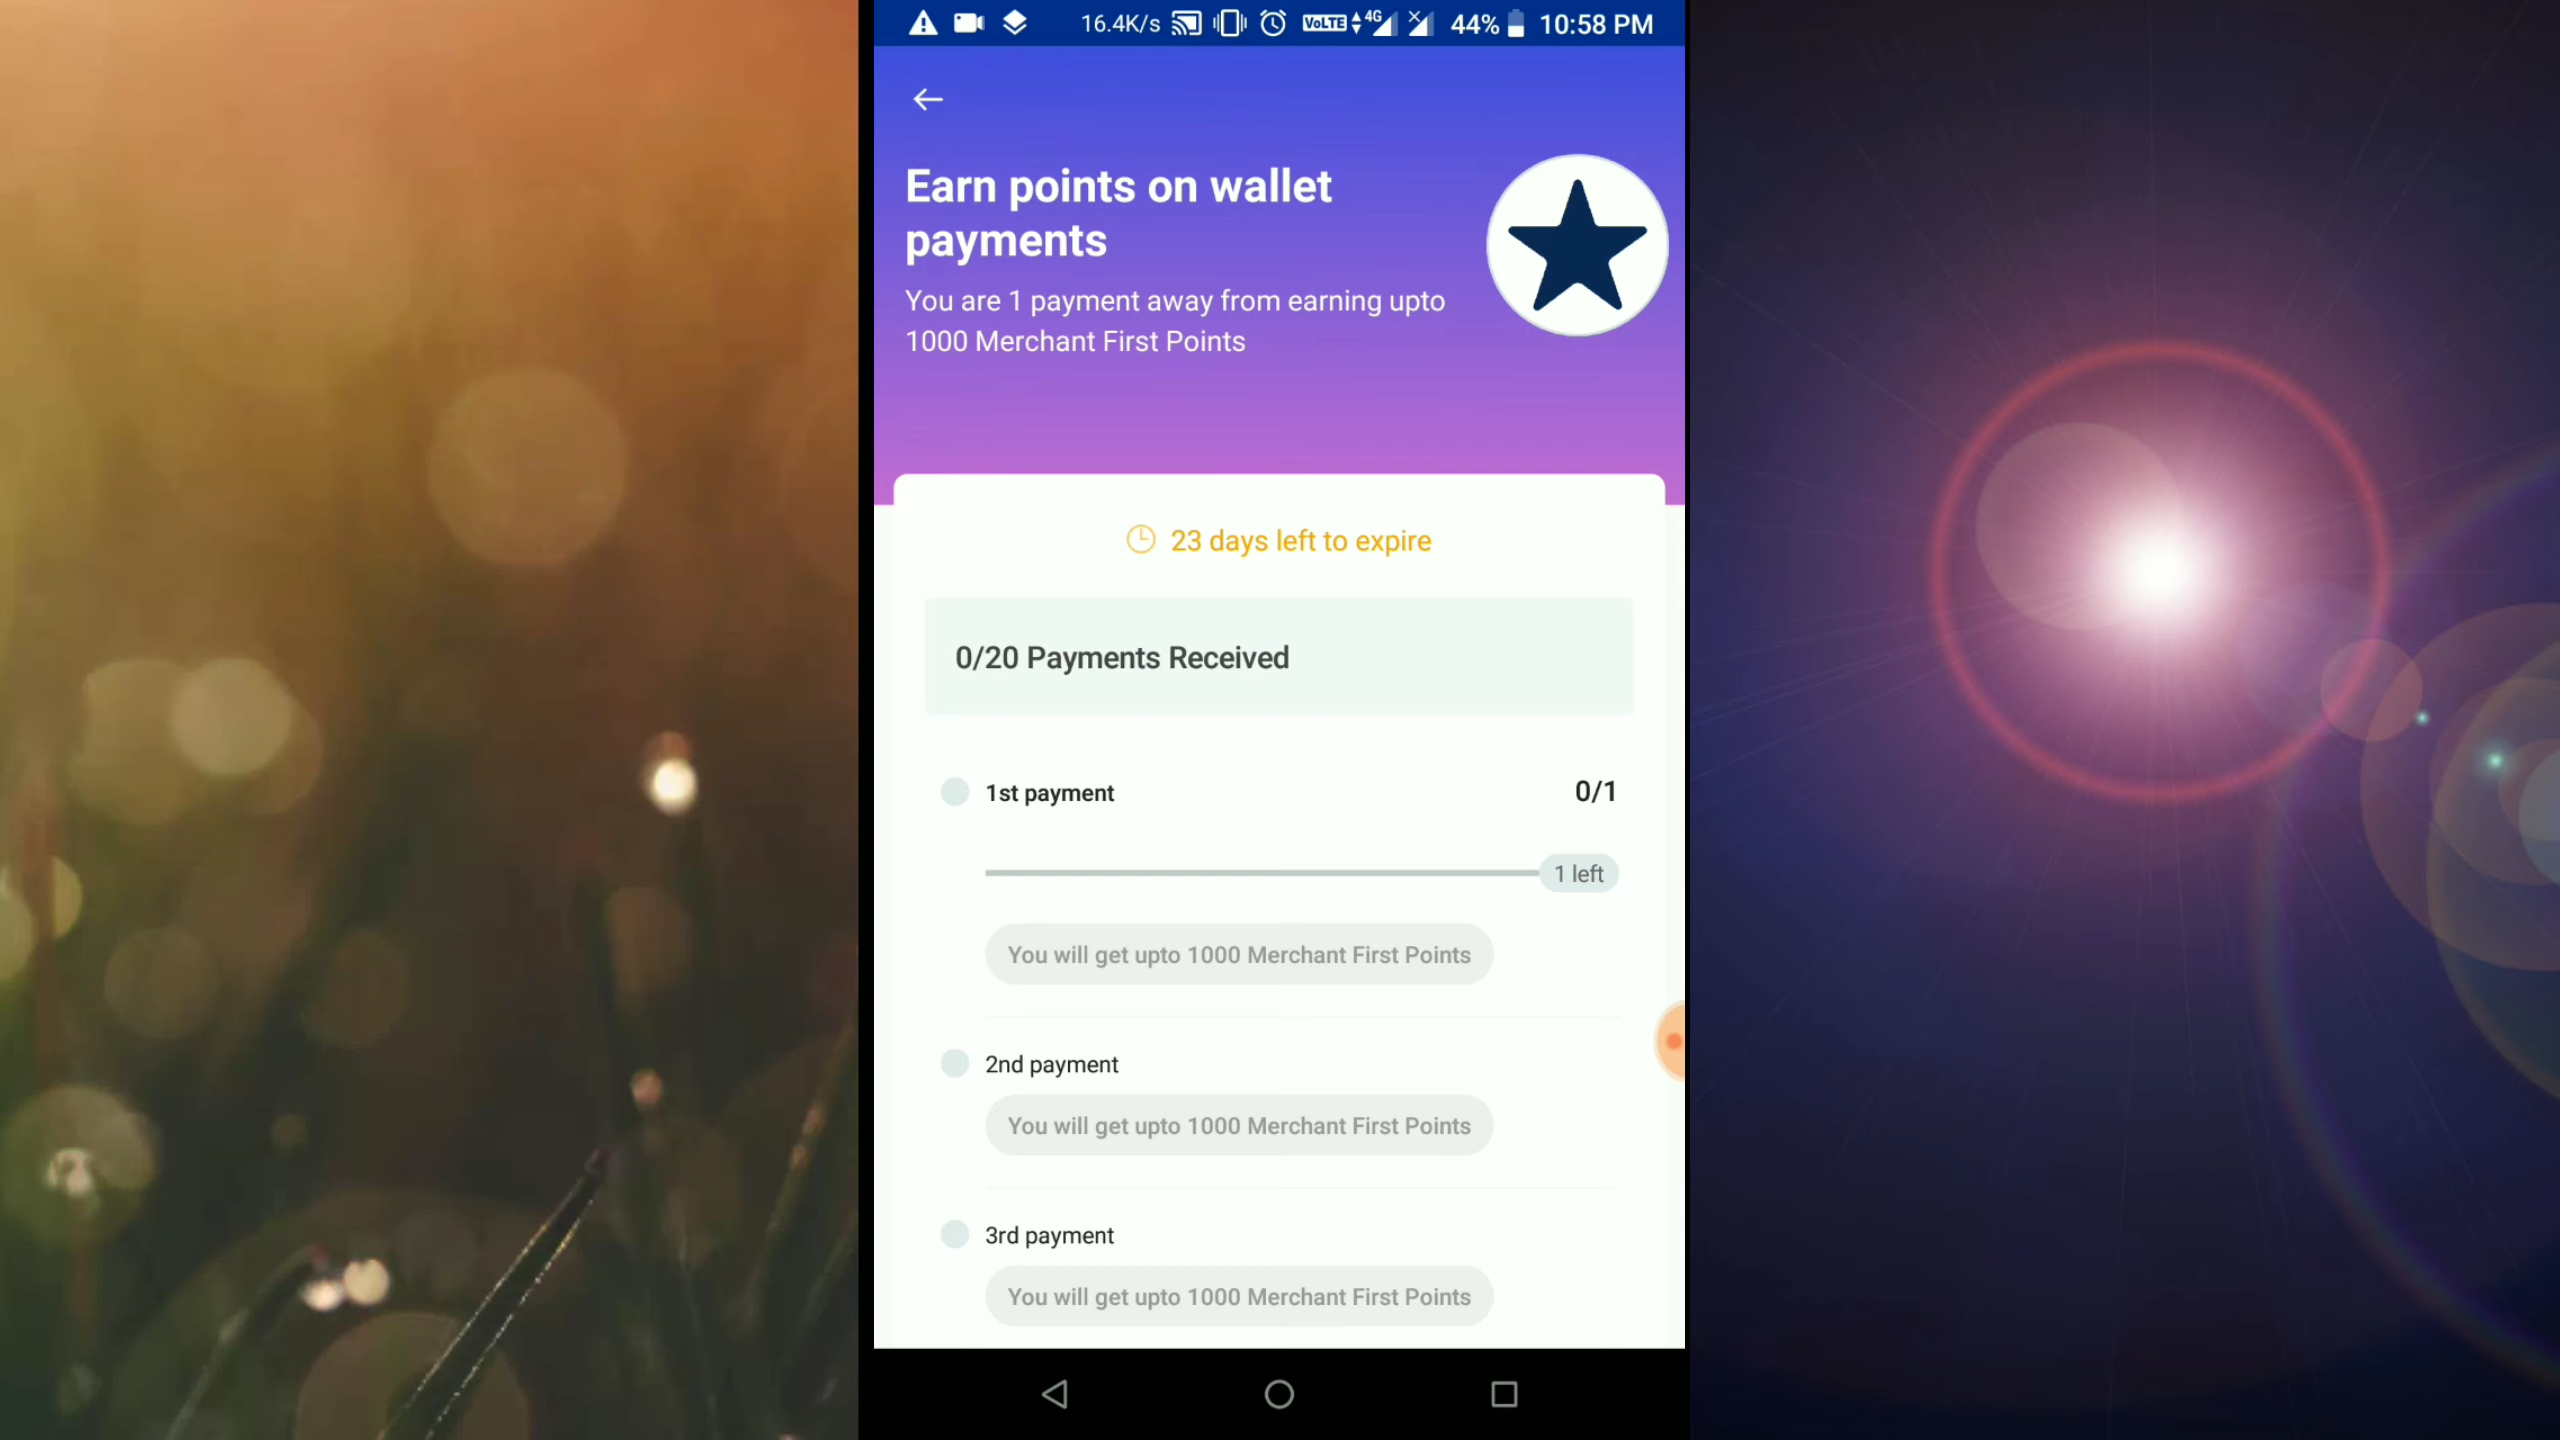 16.4K/s VoLTE 4G 44% 10:58 PM
Earn points on wallet
payments
You are 1 payment away from earning upto
1000 Merchant First Points
23 days left to expire
0/20 Payments Received
1st payment 0/1
1 left
You will get upto 1000 Merchant First Points
2nd payment
You will get upto 1000 Merchant First Points
3rd payment
You will get upto 1000 Merchant First Points